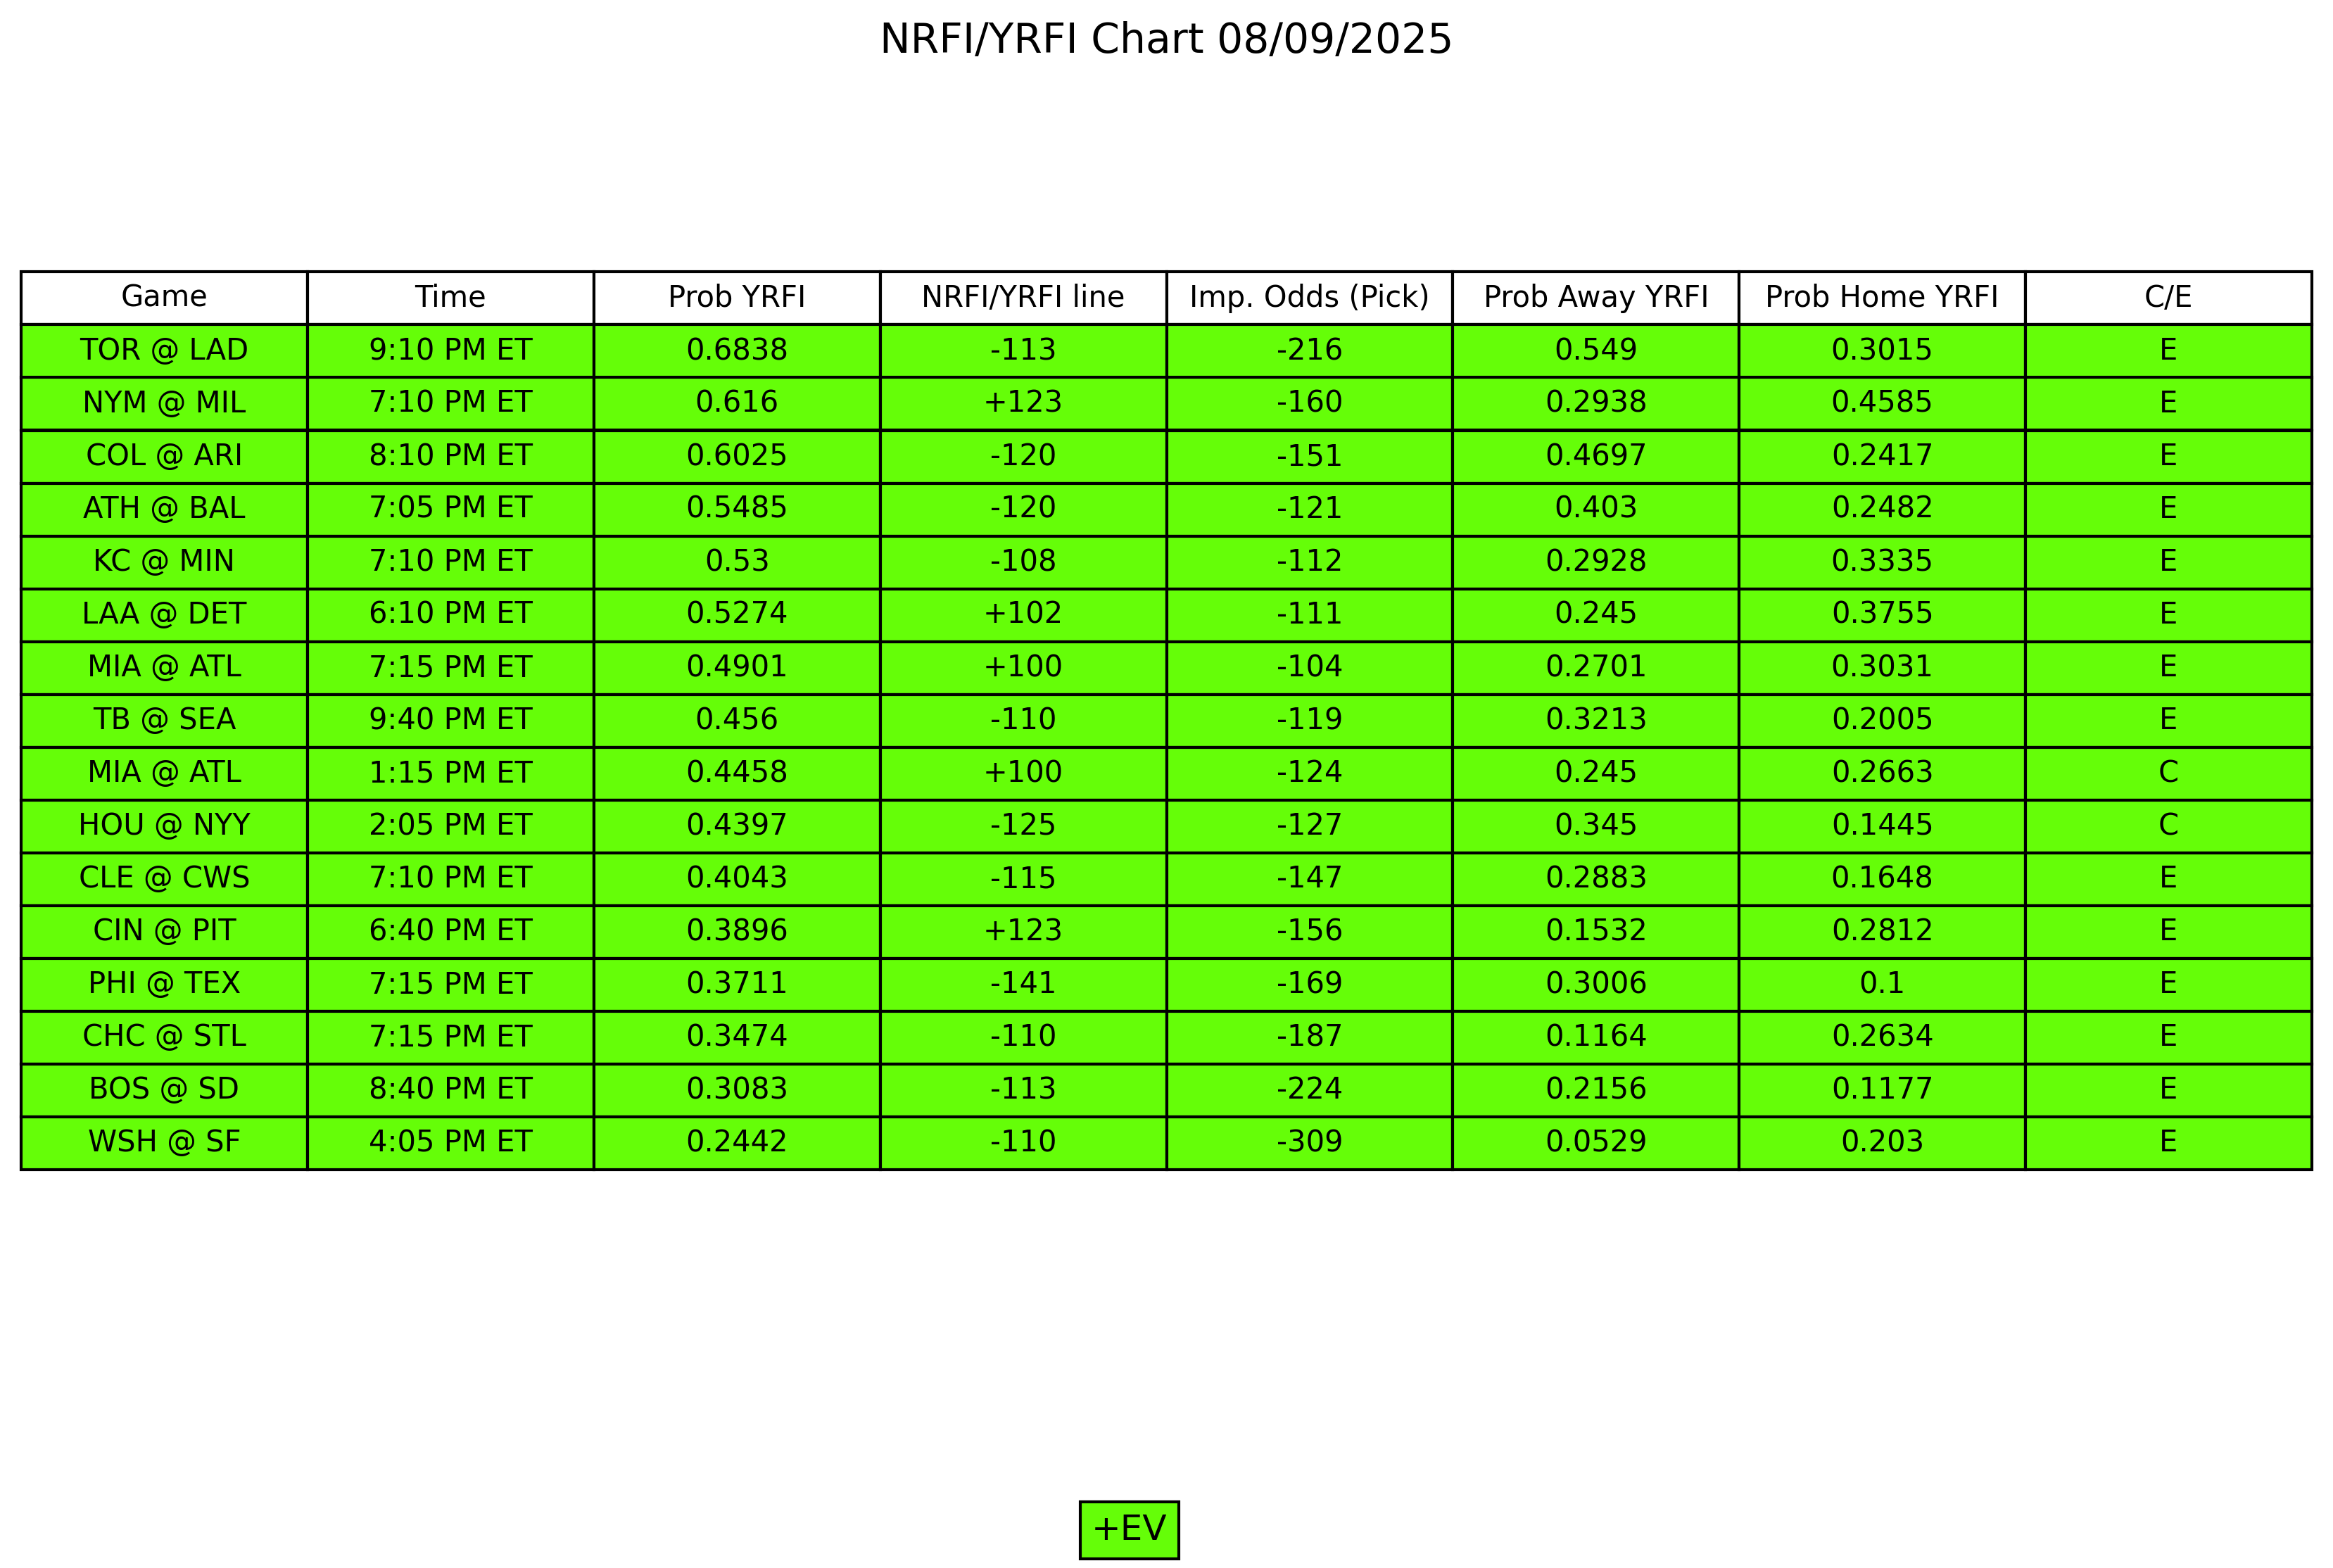 NRFI/YRFI Chart 08/09/2025
Game Time Prob YRFI NRFI/YRFI line Imp. Odds (Pick) Prob Away YRFI Prob Home YRFI C/E
TOR @ LAD 9:10 PM ET 0.6838 -113 -216 0.549 0.3015 E
NYM @ MIL 7:10 PM ET 0.616 +123 -160 0.2938 0.4585 E
COL @ ARI 8:10 PM ET 0.6025 -120 -151 0.4697 0.2417 E
ATH @ BAL 7:05 PM ET 0.5485 -120 -121 0.403 0.2482 E
KC @ MIN 7:10 PM ET 0.53 -108 -112 0.2928 0.3335 E
LAA @ DET 6:10 PM ET 0.5274 +102 -111 0.245 0.3755 E
MIA @ ATL 7:15 PM ET 0.4901 +100 -104 0.2701 0.3031 E
TB @ SEA 9:40 PM ET 0.456 -110 -119 0.3213 0.2005 E
MIA @ ATL 1:15 PM ET 0.4458 +100 -124 0.245 0.2663 C
HOU @ NYY 2:05 PM ET 0.4397 -125 -127 0.345 0.1445 C
CLE @ CWS 7:10 PM ET 0.4043 -115 -147 0.2883 0.1648 E
CIN @ PIT 6:40 PM ET 0.3896 +123 -156 0.1532 0.2812 E
PHI @ TEX 7:15 PM ET 0.3711 -141 -169 0.3006 0.1 E
CHC @ STL 7:15 PM ET 0.3474 -110 -187 0.1164 0.2634 E
BOS @ SD 8:40 PM ET 0.3083 -113 -224 0.2156 0.1177 E
WSH @ SF 4:05 PM ET 0.2442 -110 -309 0.0529 0.203 E
+EV